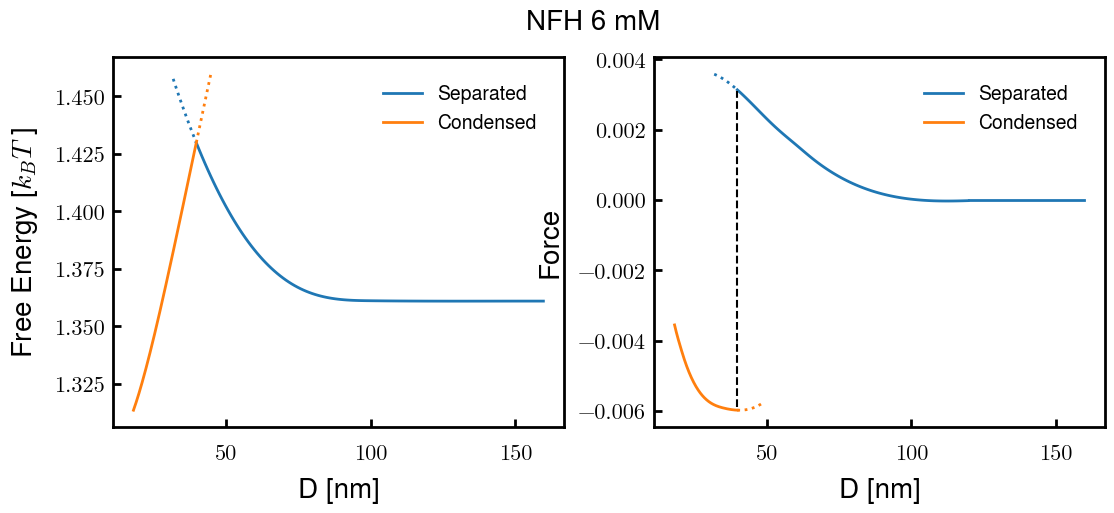 NFH 6 mM
Free Energy [k_BT]
1.450
1.425
1.400
1.375
1.350
1.325
50
100
150
D [nm]
Separated
Condensed
Force
0.004
0.002
0.000
−0.002
−0.004
−0.006
50
100
150
D [nm]
Separated
Condensed